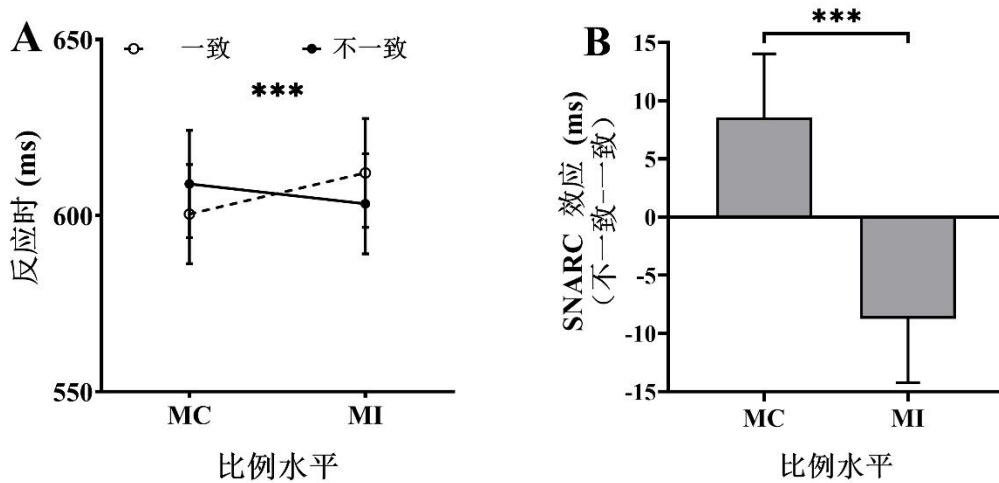 A
一致
不一致
***
650
600
550
反应时 (ms)
MC
MI
比例水平
B
***
15
10
5
0
-5
-10
-15
SNARC 效应 (ms)
（不一致-一致）
MC
MI
比例水平